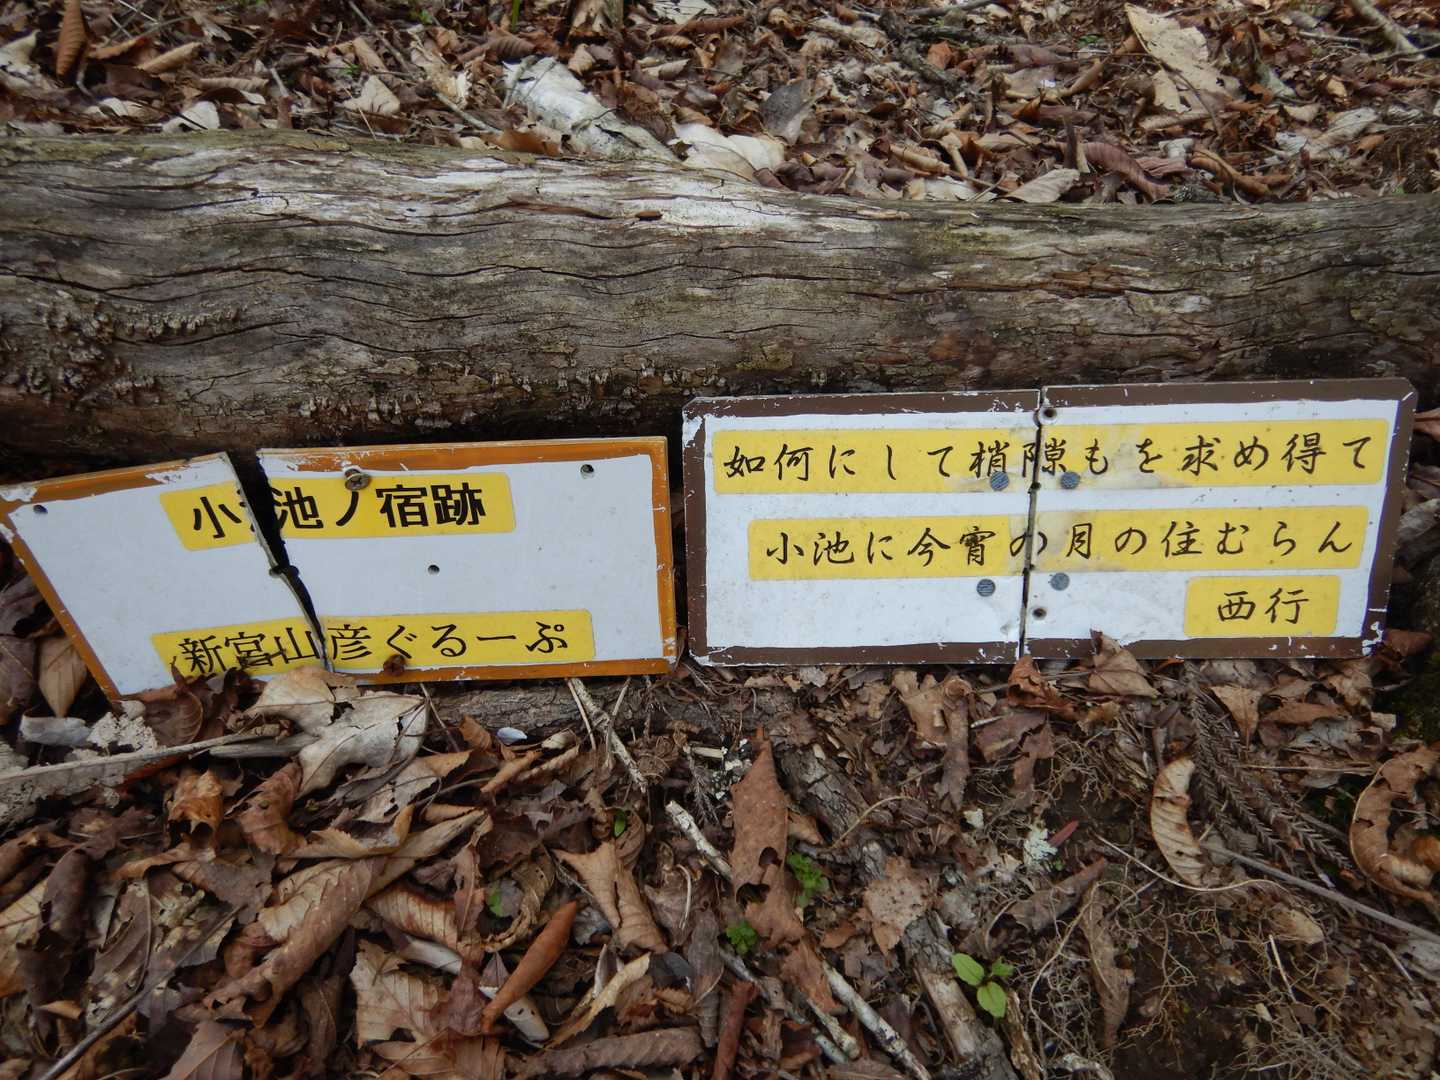 小池ノ宿跡
新宮山彦ぐるーぷ
如何にして梢隙もを求め得て
小池に今宵の月の住むらん
西行